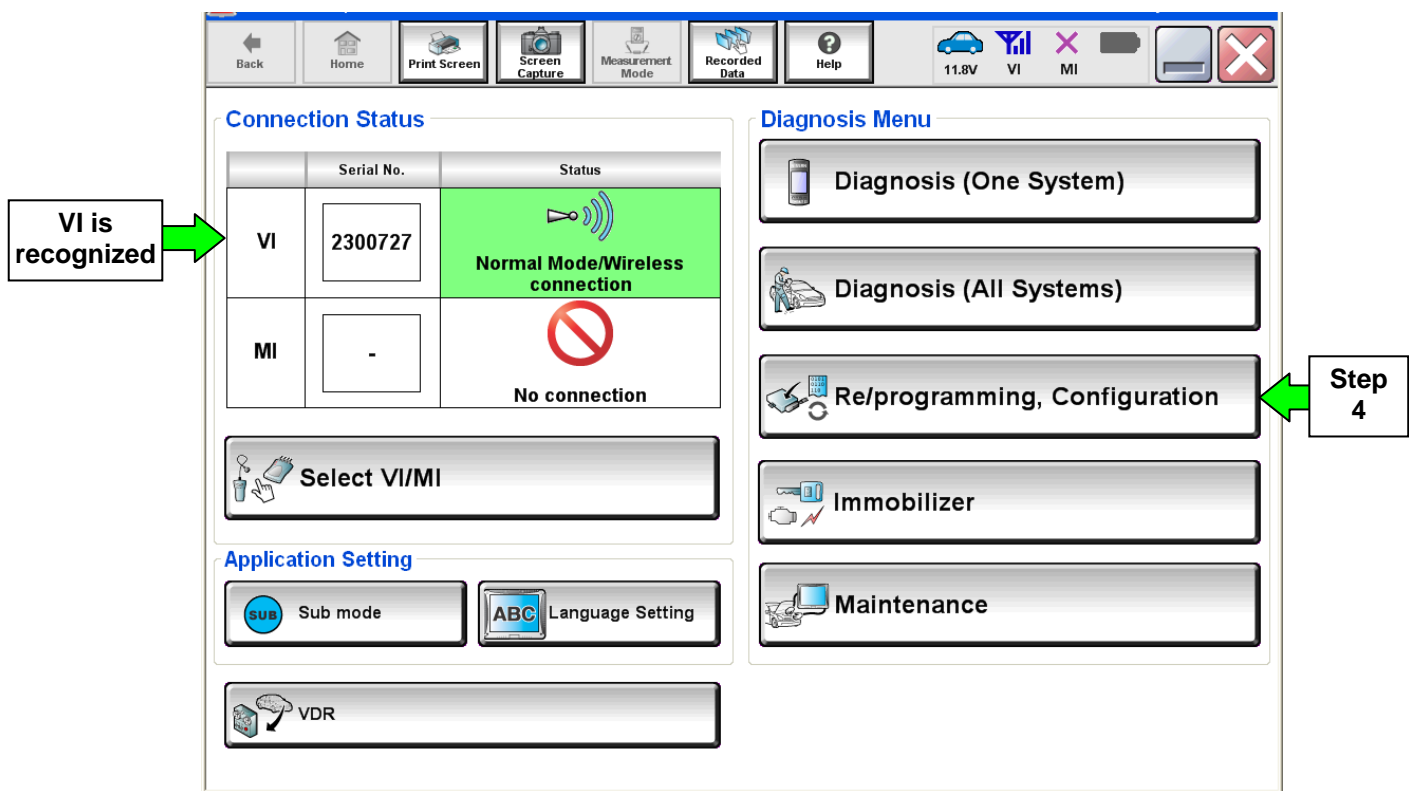 Back
Home
Print Screen
Screen
Capture
Measurement
Mode
Recorded
Data
Help
11.8V
VI
MI
Connection Status
Serial No.
Status
VI
2300727
Normal Mode/Wireless
connection
MI
-
No connection
Select VI/MI
Application Setting
SUB
Sub mode
ABC
Language Setting
VDR
Diagnosis Menu
Diagnosis (One System)
Diagnosis (All Systems)
Re/programming, Configuration
Immobilizer
Maintenance
VI is
recognized
Step
4